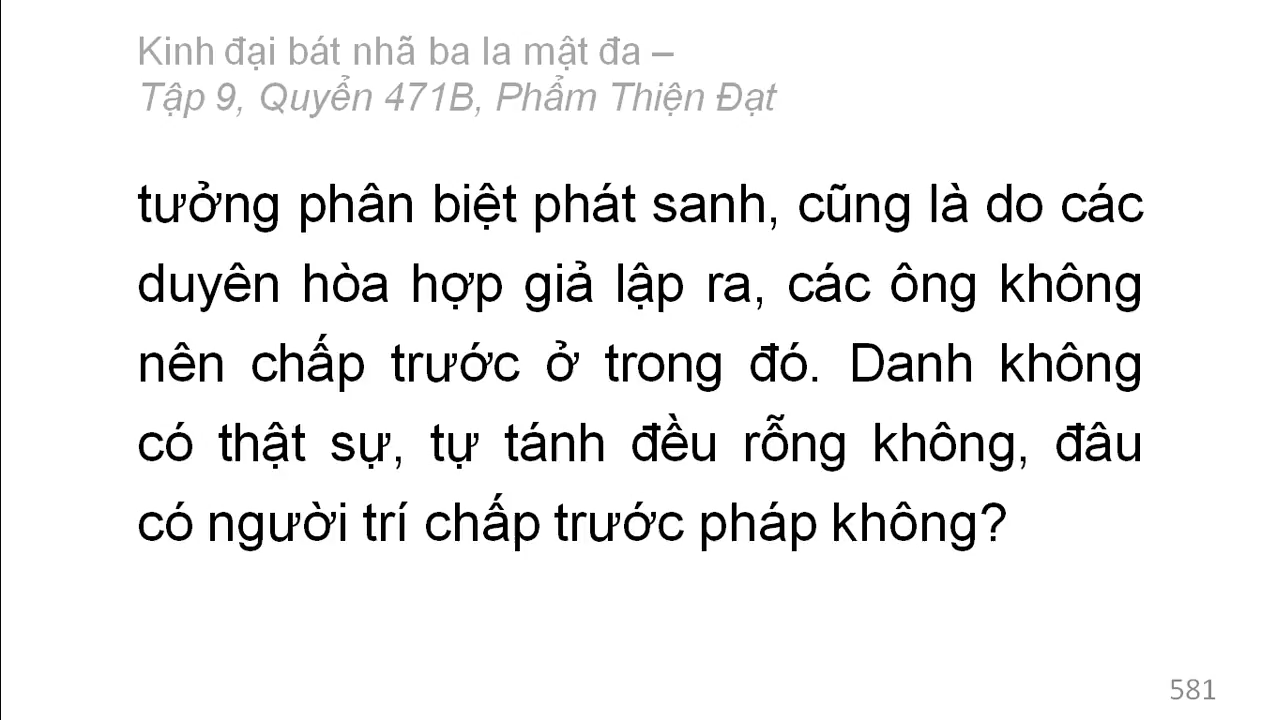 Kinh đại bát nhã ba la mật đa –
Tập 9, Quyển 471B, Phẩm Thiện Đạt
tưởng phân biệt phát sanh, cũng là do các
duyên hòa hợp giả lập ra, các ông không
nên chấp trước ở trong đó. Danh không
có thật sự, tự tánh đều rỗng không, đâu
có người trí chấp trước pháp không?
581